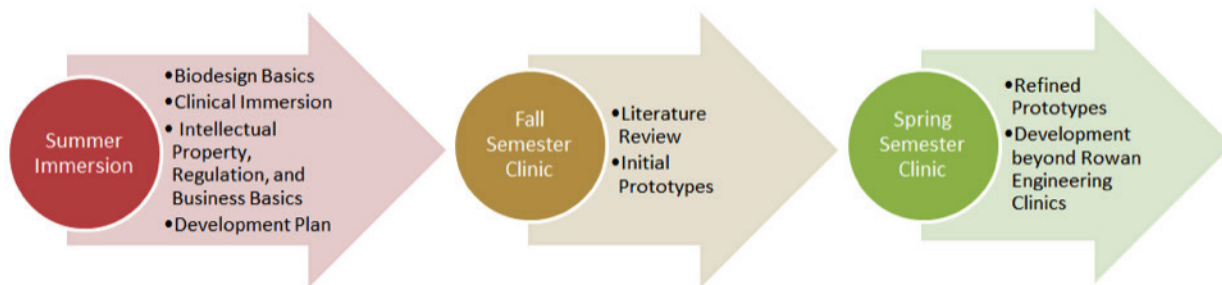 Summer
Immersion
•Biodesign Basics
•Clinical Immersion
• Intellectual
Property,
Regulation, and
Business Basics
•Development Plan
Fall
Semester
Clinic
•Literature
Review
•Initial
Prototypes
Spring
Semester
Clinic
•Refined
Prototypes
•Development
beyond Rowan
Engineering
Clinics